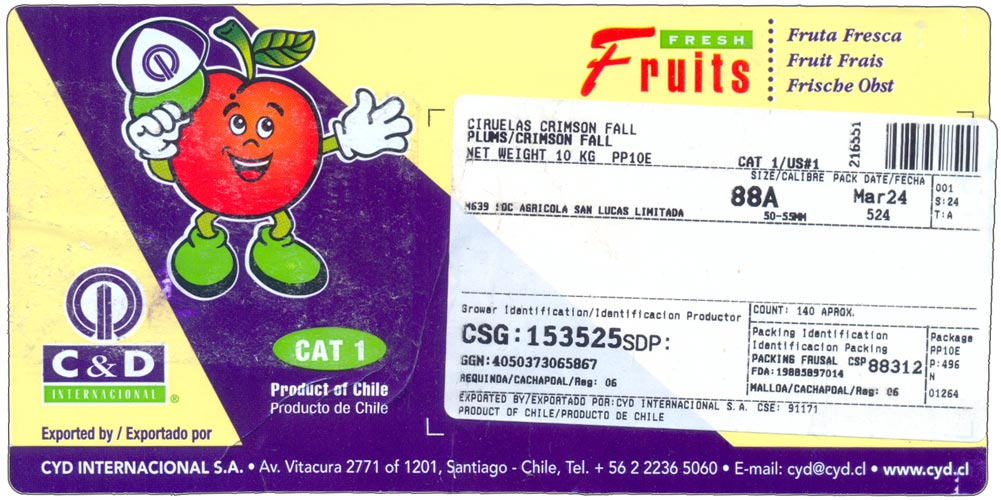 FRESH
Fruits
Fruta Fresca
Fruit Frais
Frische Obst
CIRUELAS CRIMSON FALL
PLUMS/CRIMSON FALL
NET WEIGHT 10 KG PP10E
CAT 1/US#1
216551
SIZE/CALIBRE PACK DATE/FECHA
88A Mar24
50-55MM 524
001
S:24
T:A
M639 SOC AGRICOLA SAN LUCAS LIMITADA
Grower Identification/Identificacion Productor
CSG:153525SDP:
GGN:4050373065867
REQUINOA/CACHAPOAL/Reg: 06
COUNT: 140 APROX.
Packing Identification
Identificacion Packing
PACKING FRUSAL CSP88312
FDA:19885897014
MALLOA/CACHAPOAL/Reg: 06
Package
PP10E
P:496
N
01264
EXPORTED BY/EXPORTADO POR:CYD INTERNACIONAL S.A. CSE: 91171
PRODUCT OF CHILE/PRODUCTO DE CHILE
C&D
INTERNACIONAL ®
CAT 1
Product of Chile
Producto de Chile
Exported by / Exportado por
CYD INTERNACIONAL S.A. • Av. Vitacura 2771 of 1201, Santiago - Chile, Tel. + 56 2 2236 5060 • E-mail: cyd@cyd.cl • www.cyd.cl